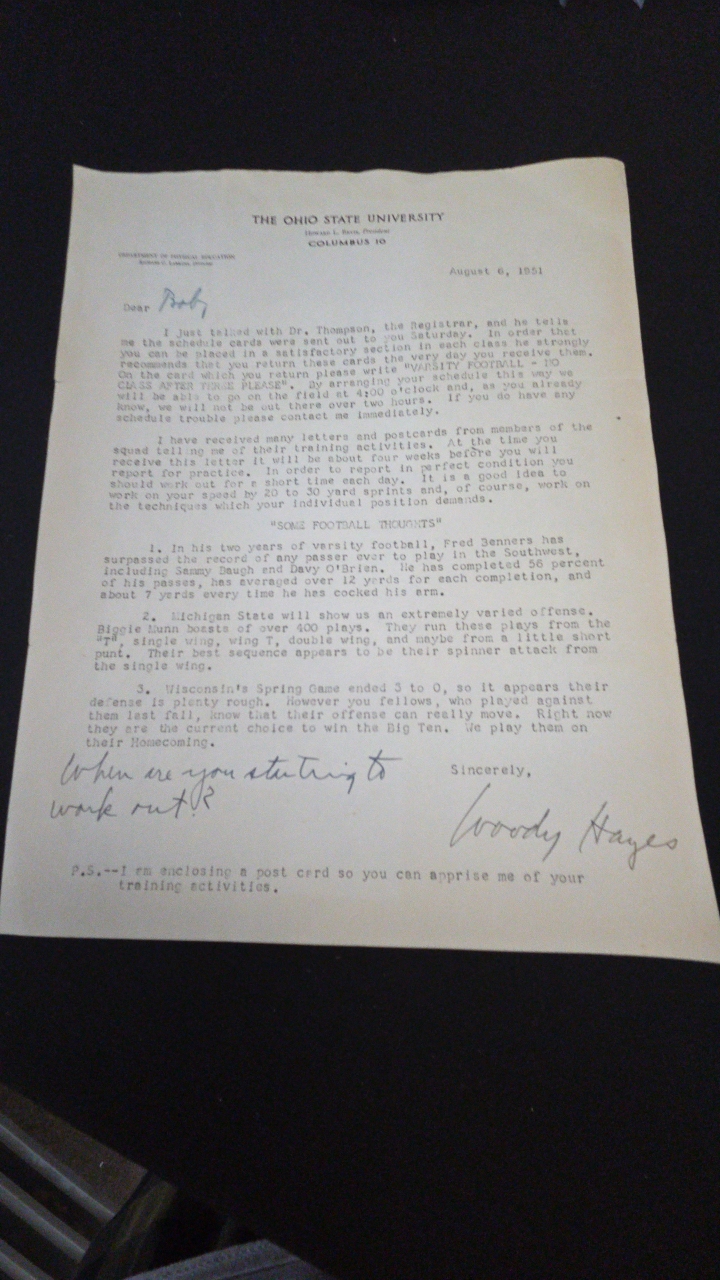 THE OHIO STATE UNIVERSITY
Howard L. Bevis, President
COLUMBUS 10
DEPARTMENT OF PHYSICAL EDUCATION
August 6, 1951
Dear Boby
I just talked with Dr. Thompson, the Registrar, and he tells
me the schedule cards were sent out to you Saturday. In order that
you can be placed in a satisfactory section in each class he strongly
recommends that you return these cards the very day you receive them.
On the card which you return please write "VARSITY FOOTBALL - NO
CLASS AFTER THREE PLEASE". By arranging your schedule this way we
will be able to go on the field at 4:00 o'clock and, as you already
know, we will not be out there over two hours. If you do have any
schedule trouble please contact me immediately.
I have received many letters and postcards from members of the
squad telling me of their training activities. At the time you
receive this letter it will be about four weeks before you will
report for practice. In order to report in perfect condition you
should work out for a short time each day. It is a good idea to
work on your speed by 20 to 30 yard sprints and, of course, work on
the techniques which your individual position demands.
"SOME FOOTBALL THOUGHTS"
1. In his two years of varsity football, Fred Benners has
surpassed the record of any passer ever to play in the Southwest,
including Sammy Baugh and Davy O'Brien. He has completed 56 percent
of his passes, has averaged over 12 yards for each completion, and
about 7 yards every time he has cocked his arm.
2. Michigan State will show us an extremely varied offense.
Biggie Munn boasts of over 400 plays. They run these plays from the
"T", single wing, wing T, double wing, and maybe from a little short
punt. Their best sequence appears to be their spinner attack from
the single wing.
3. Wisconsin's Spring Game ended 3 to 0, so it appears their
defense is plenty rough. However you fellows, who played against
them last fall, know that their offense can really move. Right now
they are the current choice to win the Big Ten. We play them on
their Homecoming.
When are you starting to
work out?
Sincerely,
Woody Hayes
P.S.--I am enclosing a post card so you can apprise me of your
training activities.